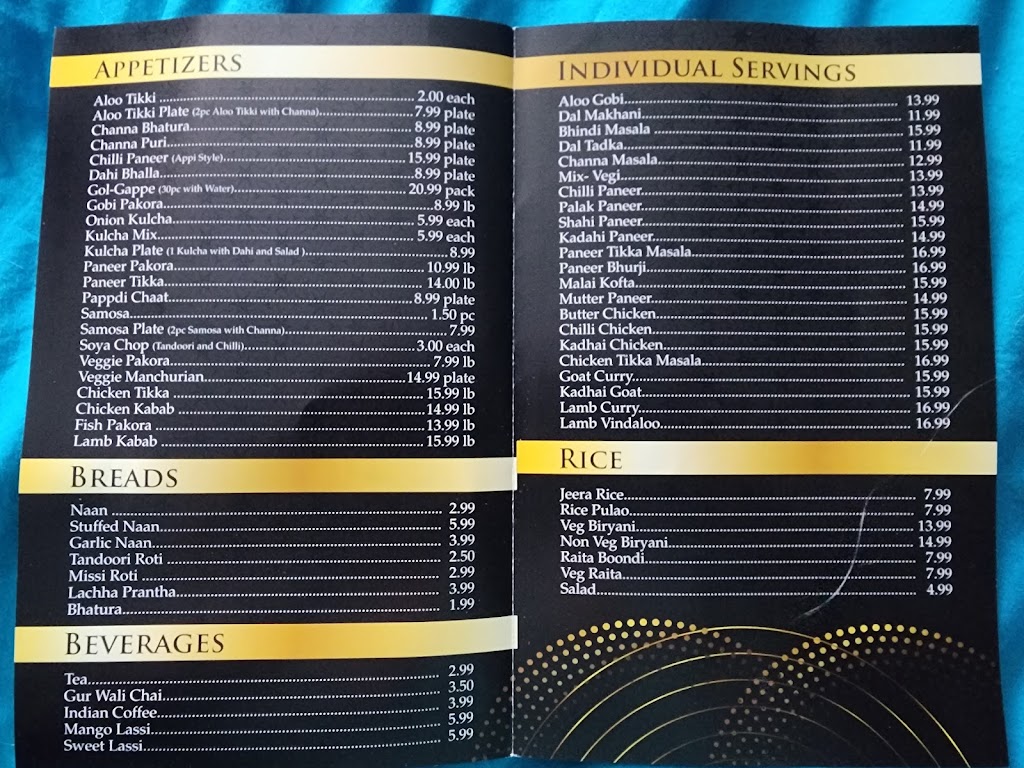 APPETIZERS
Aloo Tikki 2.00 each
Aloo Tikki Plate (2pc Aloo Tikki with Channa) 7.99 plate
Channa Bhatura 8.99 plate
Channa Puri 8.99 plate
Chilli Paneer (Appi Style) 15.99 plate
Dahi Bhalla 8.99 plate
Gol-Gappe (30pc with Water) 20.99 pack
Gobi Pakora 8.99 lb
Onion Kulcha 5.99 each
Kulcha Mix 5.99 each
Kulcha Plate (1 Kulcha with Dahi and Salad ) 8.99
Paneer Pakora 10.99 lb
Paneer Tikka 14.00 lb
Pappdi Chaat 8.99 plate
Samosa 1.50 pc
Samosa Plate (2pc Samosa with Channa) 7.99
Soya Chop (Tandoori and Chilli) 3.00 each
Veggie Pakora 7.99 lb
Veggie Manchurian 14.99 plate
Chicken Tikka 15.99 lb
Chicken Kabab 14.99 lb
Fish Pakora 13.99 lb
Lamb Kabab 15.99 lb
BREADS
Naan 2.99
Stuffed Naan 5.99
Garlic Naan 3.99
Tandoori Roti 2.50
Missi Roti 2.99
Lachha Prantha 3.99
Bhatura 1.99
BEVERAGES
Tea 2.99
Gur Wali Chai 3.50
Indian Coffee 3.99
Mango Lassi 5.99
Sweet Lassi 5.99
INDIVIDUAL SERVINGS
Aloo Gobi 13.99
Dal Makhani 11.99
Bhindi Masala 15.99
Dal Tadka 11.99
Channa Masala 12.99
Mix- Vegi 13.99
Chilli Paneer 13.99
Palak Paneer 14.99
Shahi Paneer 15.99
Kadahi Paneer 14.99
Paneer Tikka Masala 16.99
Paneer Bhurji 16.99
Malai Kofta 15.99
Mutter Paneer 14.99
Butter Chicken 15.99
Chilli Chicken 15.99
Kadhai Chicken 15.99
Chicken Tikka Masala 16.99
Goat Curry 15.99
Kadhai Goat 15.99
Lamb Curry 16.99
Lamb Vindaloo 16.99
RICE
Jeera Rice 7.99
Rice Pulao 7.99
Veg Biryani 13.99
Non Veg Biryani 14.99
Raita Boondi 7.99
Veg Raita 7.99
Salad 4.99